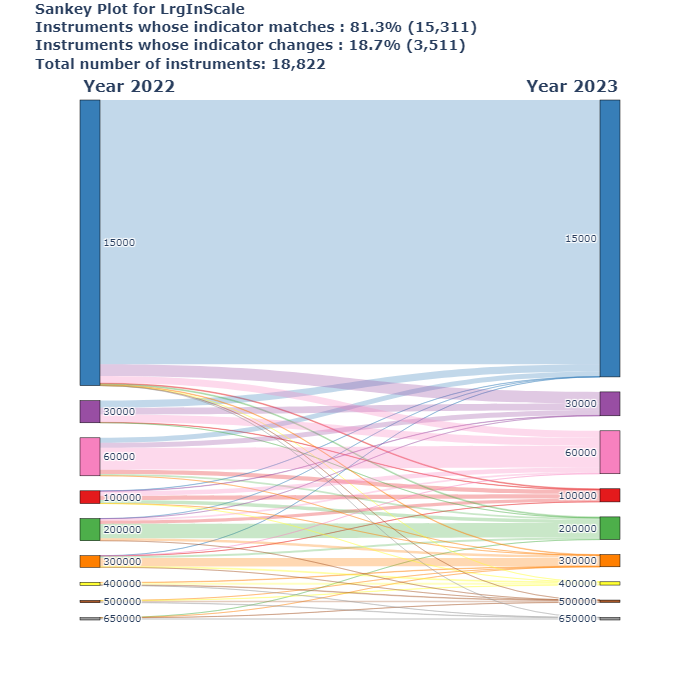 Sankey Plot for LrgInScale
Instruments whose indicator matches : 81.3% (15,311)
Instruments whose indicator changes : 18.7% (3,511)
Total number of instruments: 18,822
Year 2022 Year 2023
15000 15000
30000 30000
60000 60000
100000 100000
200000 200000
300000 300000
400000 400000
500000 500000
650000 650000